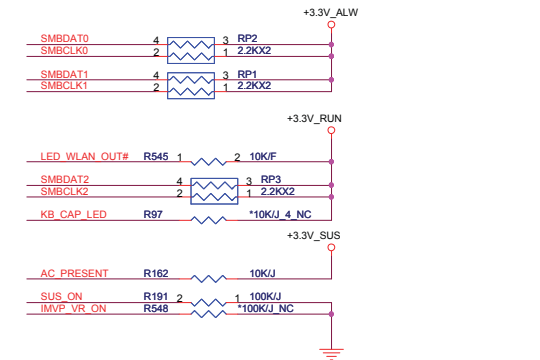 +3.3V_ALW
SMBDAT0 4 3 RP2
SMBCLK0 2 1 2.2KX2
SMBDAT1 4 3 RP1
SMBCLK1 2 1 2.2KX2
+3.3V_RUN
LED_WLAN_OUT# R545 1 2 10K/F
SMBDAT2 4 3 RP3
SMBCLK2 2 1 2.2KX2
KB_CAP_LED R97 *10K/J_4_NC
+3.3V_SUS
AC_PRESENT R162 10K/J
SUS_ON R191 2 1 100K/J
IMVP_VR_ON R548 *100K/J_NC